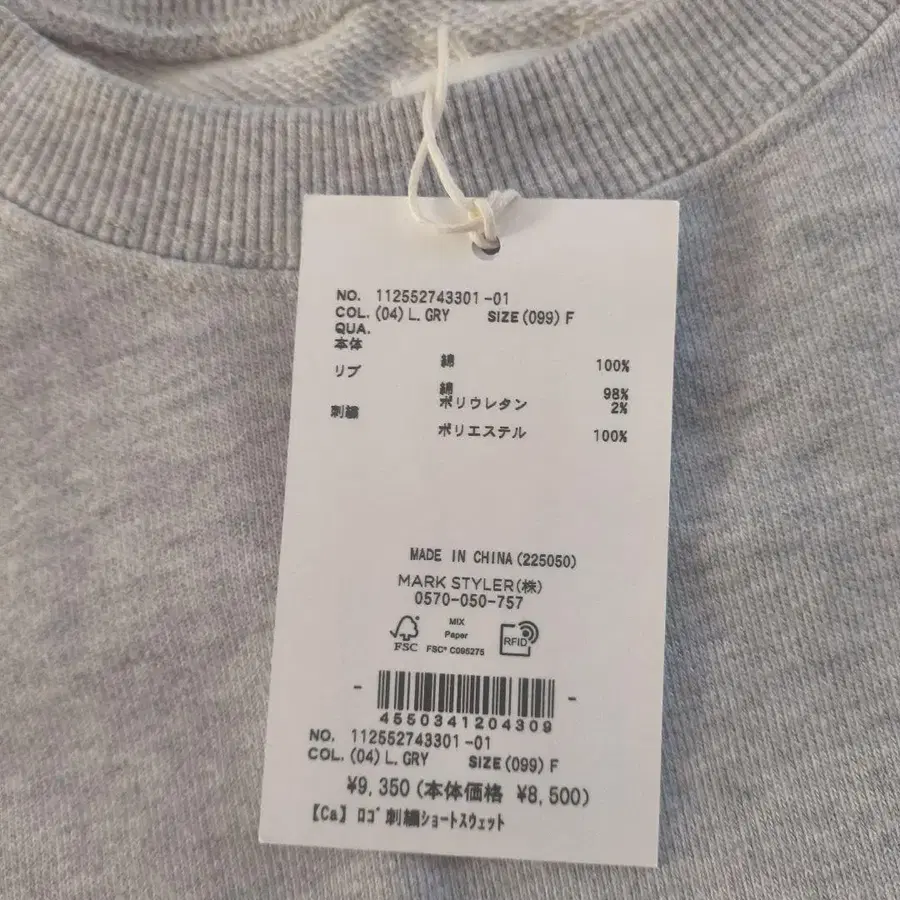 NO. 112552743301-01
COL. (04) L. GRY SIZE (099) F
QUA.
本体 綿 100%
リブ 綿 98%
ポリウレタン 2%
刺繍 ポリエステル 100%
MADE IN CHINA (225050)
MARK STYLER(株)
0570-050-757
FSC
MIX
Paper
FSC® C095275
RFID
4550341204309
NO. 112552743301-01
COL. (04) L. GRY SIZE (099) F
¥9,350 (本体価格 ¥8,500)
【Ca】ﾛｺﾞ刺繍ｼｮｰﾄｽｳｪｯﾄ